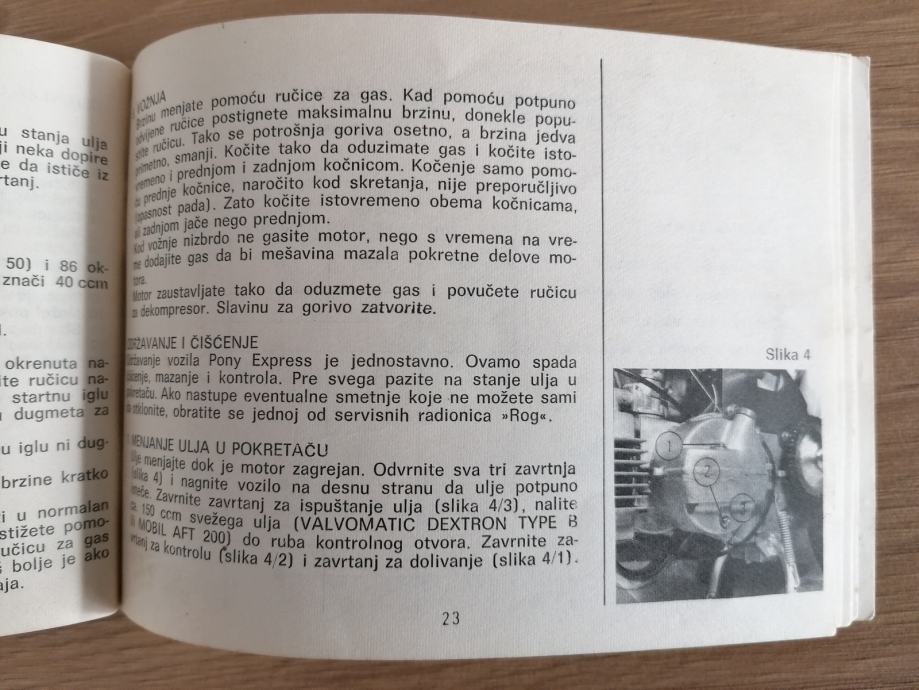 u stanja ulja
ji neka dopire
e da ističe iz
rtanj.
50) i 86 ok-
znači 40 ccm
l.
okrenuta na-
ite ručicu na-
startnu iglu
dugmeta za
u iglu ni dug-
brzine kratko
i u normalan
stižete pomo-
učicu za gas
bolje je ako
aja.
VOŽNJA
Brzinu menjate pomoću ručice za gas. Kad pomoću potpuno
odvijene ručice postignete maksimalnu brzinu, donekle popu-
stite ručicu. Tako se potrošnja goriva osetno, a brzina jedva
primetno, smanji. Kočite tako da oduzimate gas i kočite isto-
vremeno i prednjom i zadnjom kočnicom. Kočenje samo pomo-
ću prednje kočnice, naročito kod skretanja, nije preporučljivo
(opasnost pada). Zato kočite istovremeno obema kočnicama,
ali zadnjom jače nego prednjom.
Kod vožnje nizbrdo ne gasite motor, nego s vremena na vre-
me dodajite gas da bi mešavina mazala pokretne delove mo-
tora.
Motor zaustavljate tako da oduzmete gas i povučete ručicu
za dekompresor. Slavinu za gorivo zatvorite.
ODRŽAVANJE I ČIŠĆENJE
Održavanje vozila Pony Express je jednostavno. Ovamo spada
čišćenje, mazanje i kontrola. Pre svega pazite na stanje ulja u
pokretaču. Ako nastupe eventualne smetnje koje ne možete sami
da otklonite, obratite se jednoj od servisnih radionica »Rog«.
MENJANJE ULJA U POKRETAČU
Ulje menjajte dok je motor zagrejan. Odvrnite sva tri zavrtnja
(slika 4) i nagnite vozilo na desnu stranu da ulje potpuno
isteče. Zavrnite zavrtanj za ispuštanje ulja (slika 4/3), nalite
ca. 150 ccm svežega ulja (VALVOMATIC DEXTRON TYPE B
ili MOBIL AFT 200) do ruba kontrolnog otvora. Zavrnite za-
vrtanj za kontrolu (slika 4/2) i zavrtanj za dolivanje (slika 4/1).
23
Slika 4
1
2
3